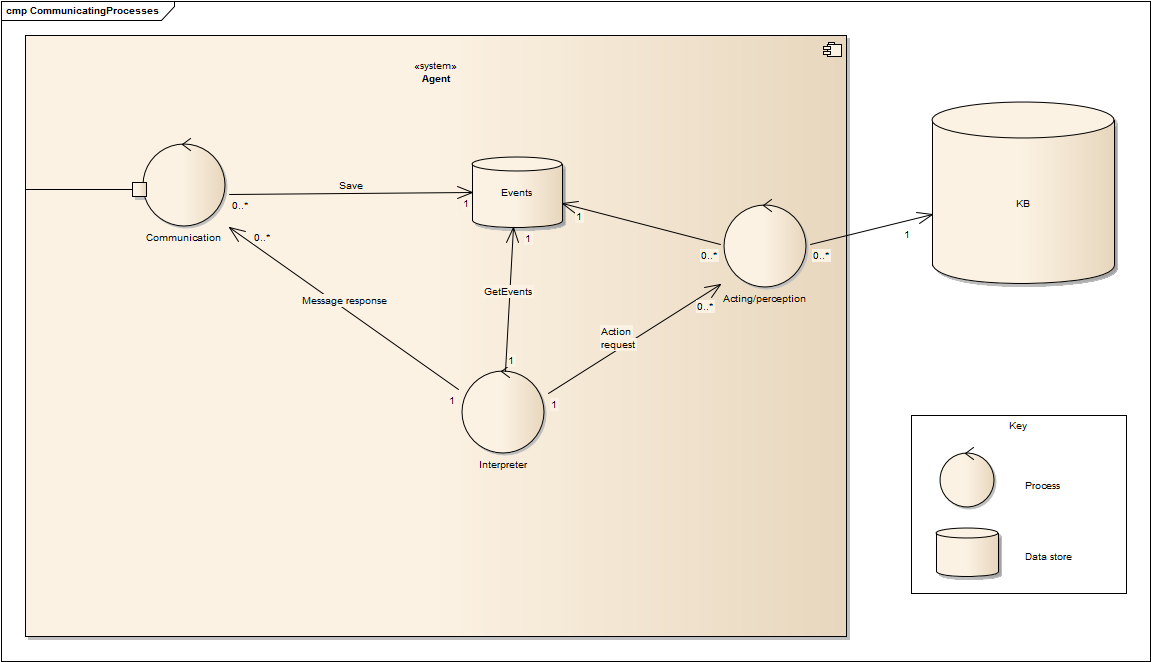 cmp CommunicatingProcesses
«system»
Agent
Communication
0..*
Save
1
Events
0..*
Message response
1
1
GetEvents
1
Interpreter
1
0..*
Action
request
1
0..*
Acting/perception
0..*
1
KB
Key
Process
Data store